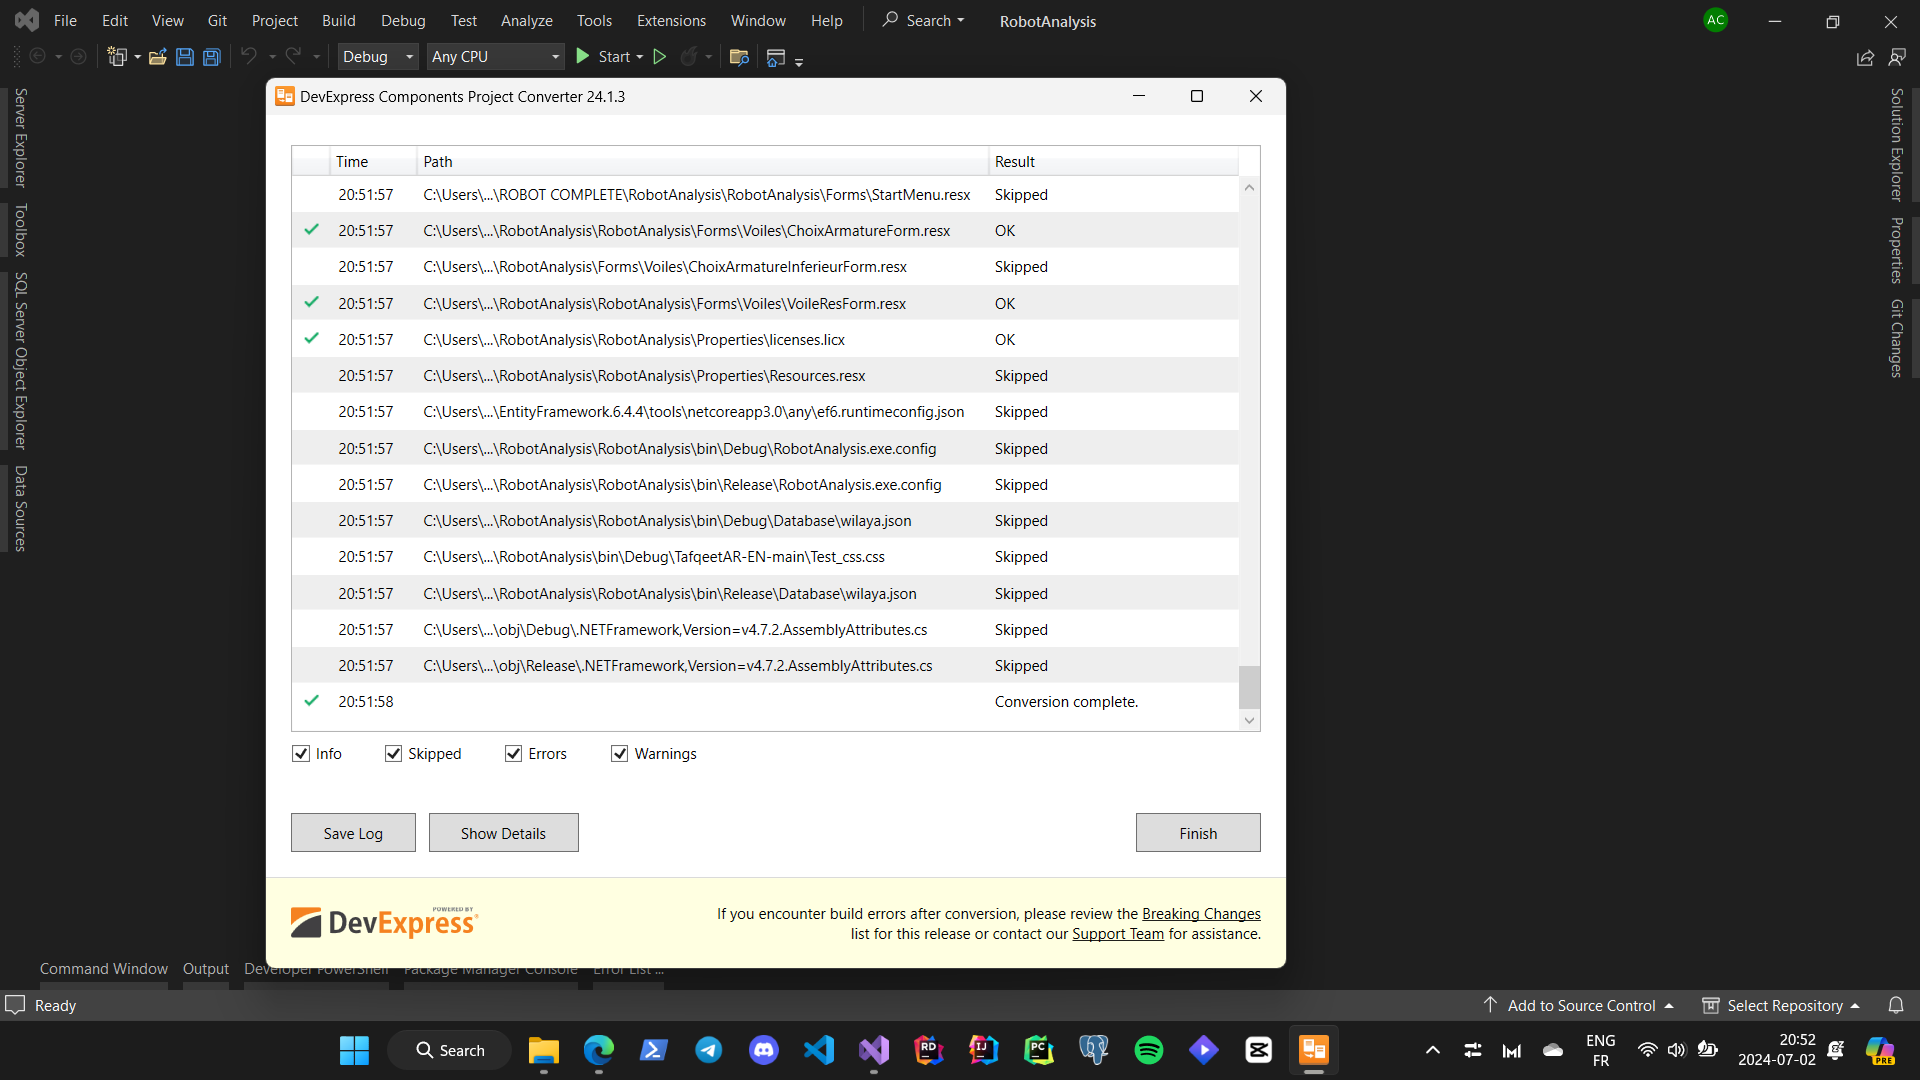 File Edit View Git Project Build Debug Test Analyze Tools Extensions Window Help Search RobotAnalysis AC
Debug Any CPU Start
Server Explorer
Toolbox
SQL Server Object Explorer
Data Sources
DevExpress Components Project Converter 24.1.3
Time Path Result
20:51:57 C:\Users\...\ROBOT COMPLETE\RobotAnalysis\RobotAnalysis\Forms\StartMenu.resx Skipped
20:51:57 C:\Users\...\RobotAnalysis\RobotAnalysis\Forms\Voiles\ChoixArmatureForm.resx OK
20:51:57 C:\Users\...\RobotAnalysis\Forms\Voiles\ChoixArmatureInferieurForm.resx Skipped
20:51:57 C:\Users\...\RobotAnalysis\RobotAnalysis\Forms\Voiles\VoileResForm.resx OK
20:51:57 C:\Users\...\RobotAnalysis\RobotAnalysis\Properties\licenses.licx OK
20:51:57 C:\Users\...\RobotAnalysis\RobotAnalysis\Properties\Resources.resx Skipped
20:51:57 C:\Users\...\EntityFramework.6.4.4\tools\netcoreapp3.0\any\ef6.runtimeconfig.json Skipped
20:51:57 C:\Users\...\RobotAnalysis\RobotAnalysis\bin\Debug\RobotAnalysis.exe.config Skipped
20:51:57 C:\Users\...\RobotAnalysis\RobotAnalysis\bin\Release\RobotAnalysis.exe.config Skipped
20:51:57 C:\Users\...\RobotAnalysis\RobotAnalysis\bin\Debug\Database\wilaya.json Skipped
20:51:57 C:\Users\...\RobotAnalysis\bin\Debug\TafqeetAR-EN-main\Test_css.css Skipped
20:51:57 C:\Users\...\RobotAnalysis\RobotAnalysis\bin\Release\Database\wilaya.json Skipped
20:51:57 C:\Users\...\obj\Debug\.NETFramework,Version=v4.7.2.AssemblyAttributes.cs Skipped
20:51:57 C:\Users\...\obj\Release\.NETFramework,Version=v4.7.2.AssemblyAttributes.cs Skipped
20:51:58 Conversion complete.
Info Skipped Errors Warnings
Save Log Show Details Finish
POWERED BY
DevExpress
If you encounter build errors after conversion, please review the Breaking Changes
list for this release or contact our Support Team for assistance.
Solution Explorer
Properties
Git Changes
Command Window Output Developer PowerShell Package Manager Console Error List ...
Ready Add to Source Control Select Repository
Search
RD IJ PC
ENG
FR
20:52
2024-07-02
PRE